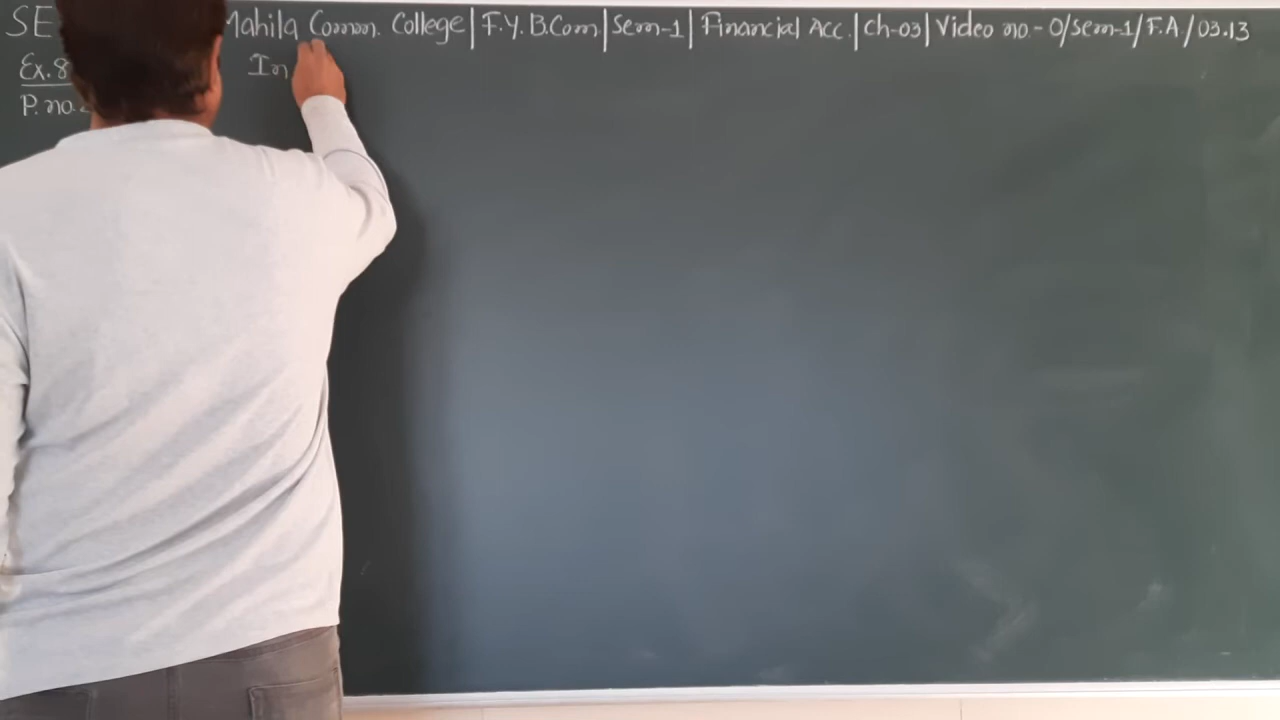 SE Mahila Comm. College | F.Y. B.Com | Sem-1 | Financial Acc. | Ch-03 | Video no.- 0/Sem-1/F.A/03.13
Ex.8 In
P. no.